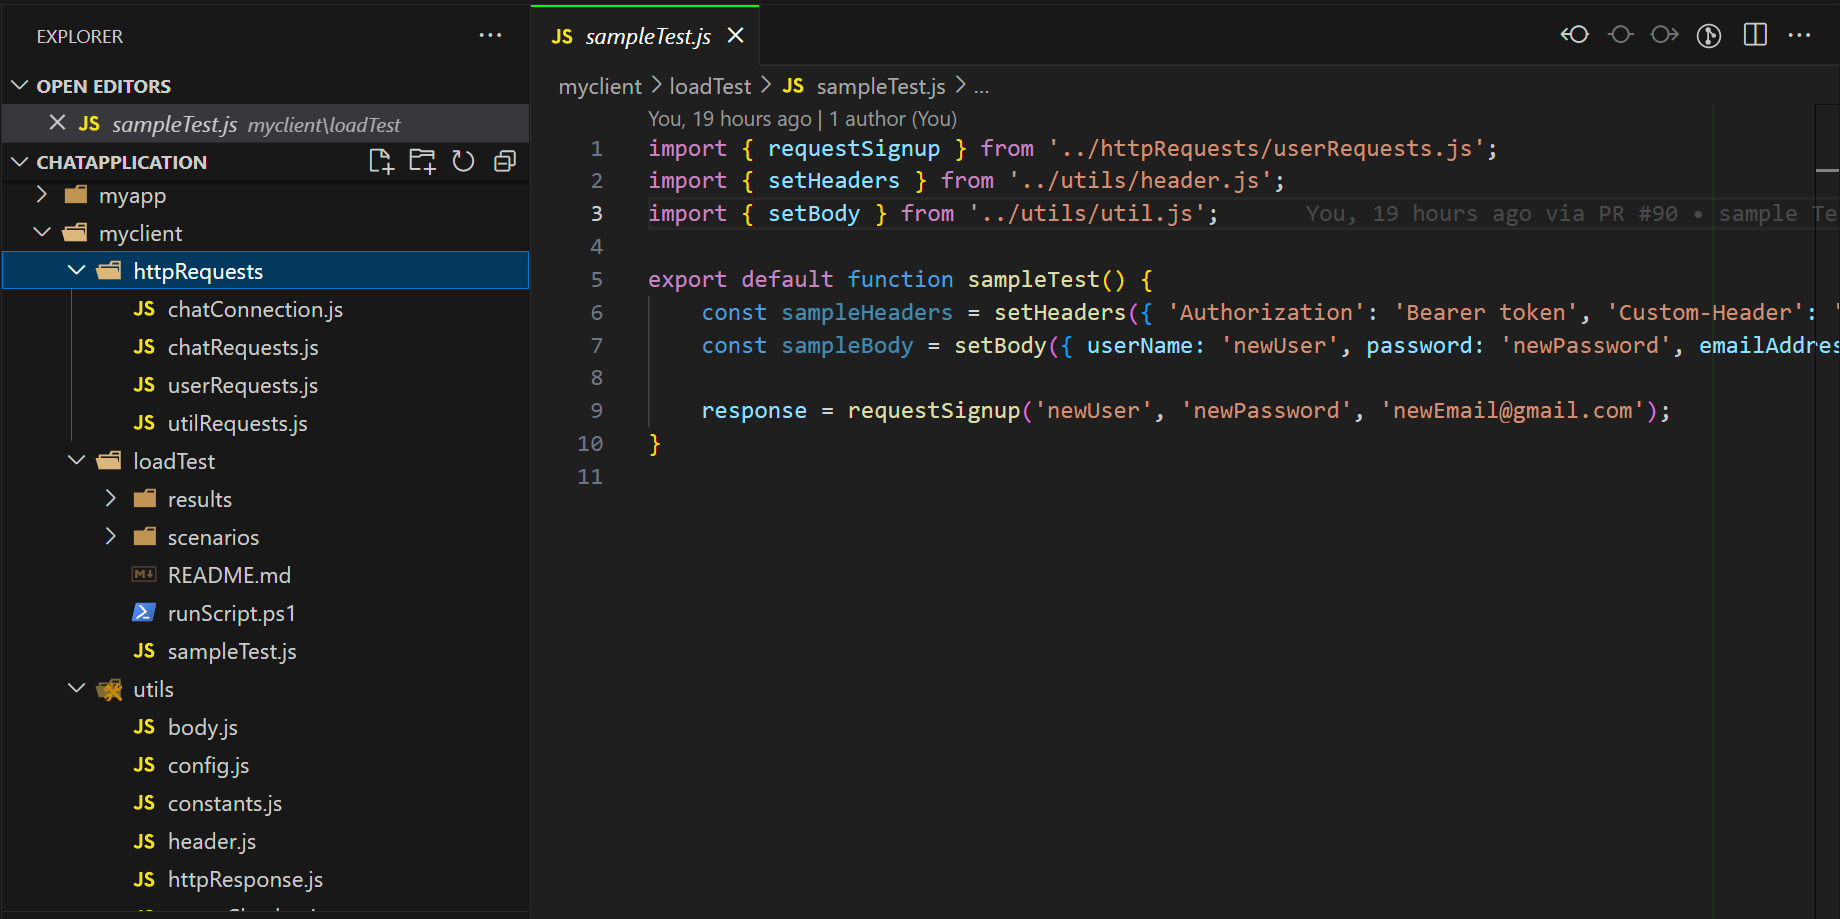 EXPLORER
OPEN EDITORS
JS sampleTest.js myclient\loadTest
CHATAPPLICATION
myapp
myclient
httpRequests
JS chatConnection.js
JS chatRequests.js
JS userRequests.js
JS utilRequests.js
loadTest
results
scenarios
README.md
runScript.ps1
JS sampleTest.js
utils
JS body.js
JS config.js
JS constants.js
JS header.js
JS httpResponse.js
JS sampleTest.js
myclient > loadTest > JS sampleTest.js > ...
You, 19 hours ago | 1 author (You)
1 import { requestSignup } from '../httpRequests/userRequests.js';
2 import { setHeaders } from '../utils/header.js';
3 import { setBody } from '../utils/util.js'; You, 19 hours ago via PR #90 • sample Te
4
5 export default function sampleTest() {
6 const sampleHeaders = setHeaders({ 'Authorization': 'Bearer token', 'Custom-Header': '
7 const sampleBody = setBody({ userName: 'newUser', password: 'newPassword', emailAddres
8
9 response = requestSignup('newUser', 'newPassword', 'newEmail@gmail.com');
10 }
11